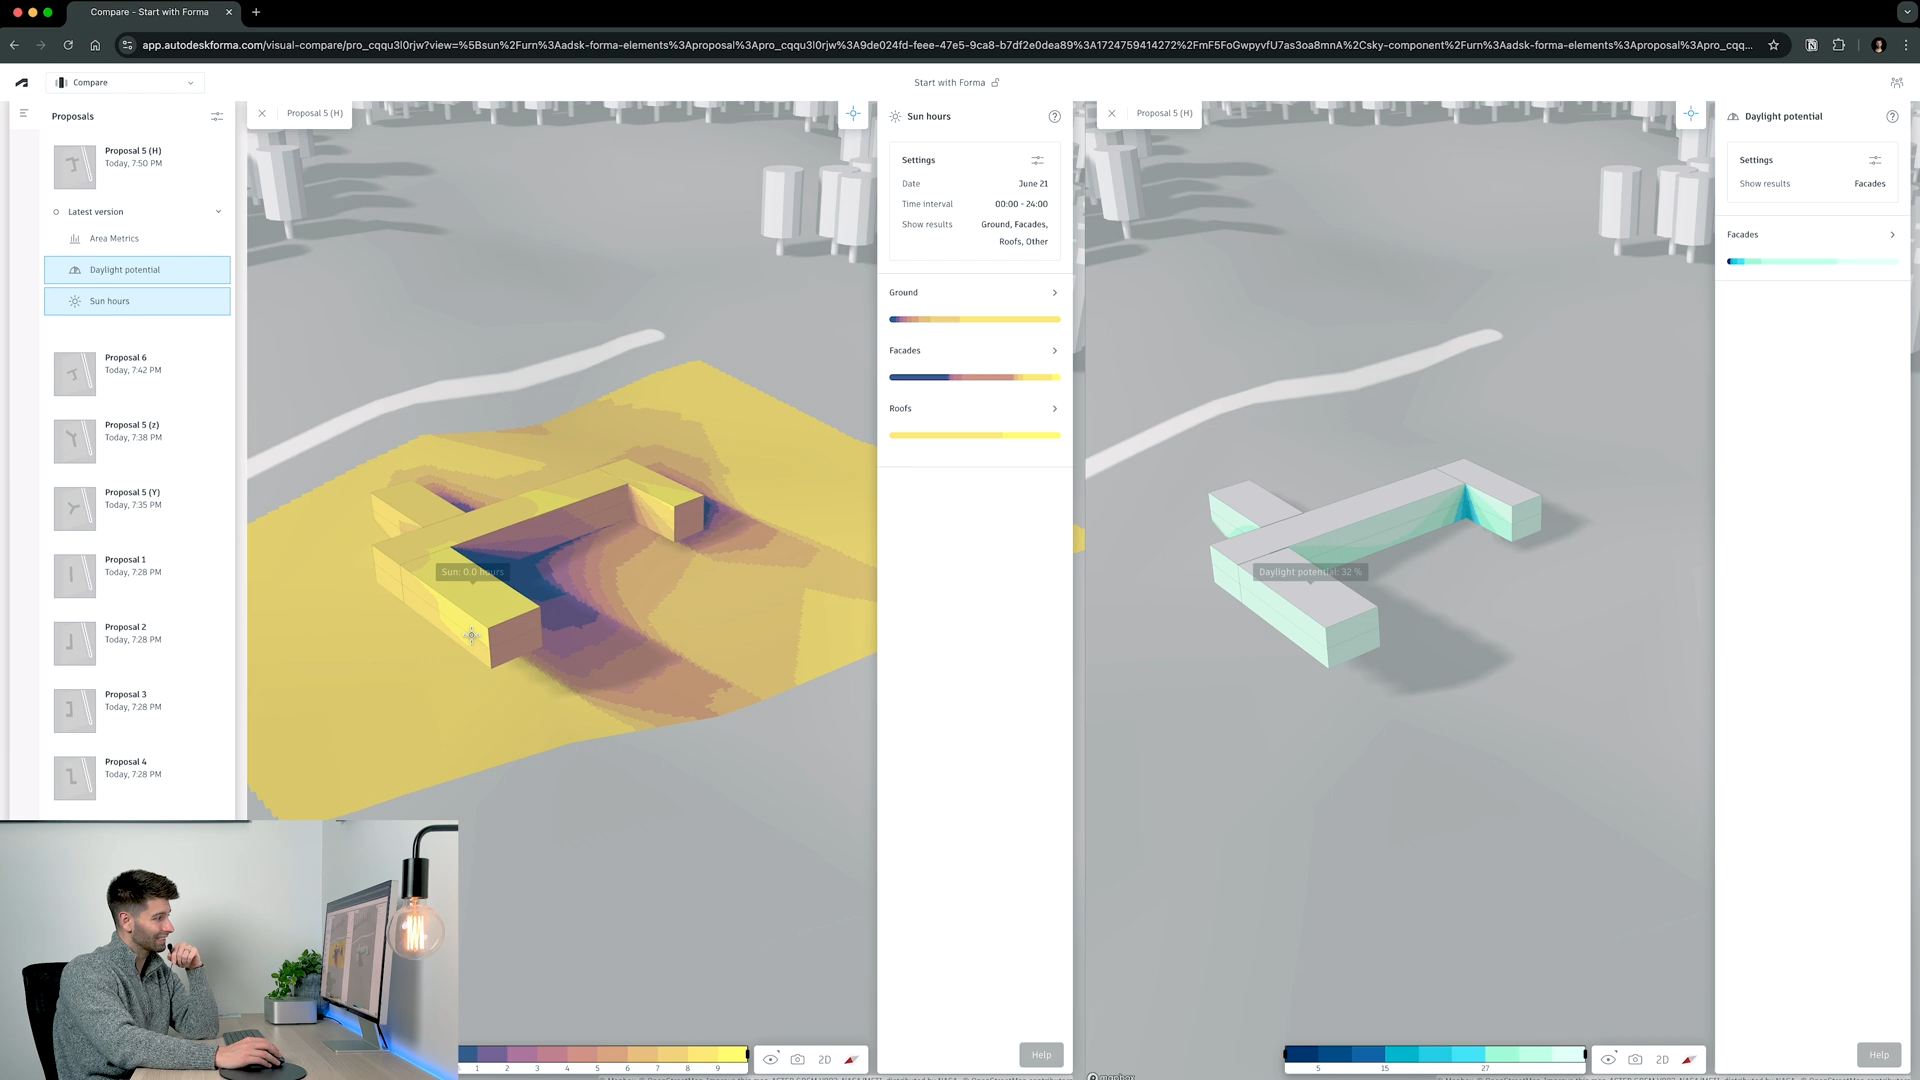 Compare - Start with Forma
app.autodeskforma.com/visual-compare/pro_cqqu3l0rjw?view=%5Bsun%2Furn%3Aadsk-forma-elements%3Aproposal%3Apro_cqqu3l0rjw%3A9de024fd-feee-47e5-9ca8-b7df2e0dea89%3A1724759414272%2FmF5FoGwpyvfU7as3oa8mnA%2Csky-component%2Furn%3Aadsk-forma-elements%3Aproposal%3Apro_cqq...
Compare
Start with Forma
Proposals
Proposal 5 (H)
Today, 7:50 PM
Latest version
Area Metrics
Daylight potential
Sun hours
Proposal 6
Today, 7:42 PM
Proposal 5 (z)
Today, 7:38 PM
Proposal 5 (Y)
Today, 7:35 PM
Proposal 1
Today, 7:28 PM
Proposal 2
Today, 7:28 PM
Proposal 3
Today, 7:28 PM
Proposal 4
Today, 7:28 PM
Proposal 5 (H)
Sun: 0.0 hours
1 2 3 4 5 6 7 8 9
2D
Sun hours
Settings
Date June 21
Time interval 00:00 - 24:00
Show results Ground, Facades,
Roofs, Other
Ground
Facades
Roofs
Help
Proposal 5 (H)
Daylight potential: 32 %
mapbox
5 15 27
2D
Daylight potential
Settings
Show results Facades
Facades
Help